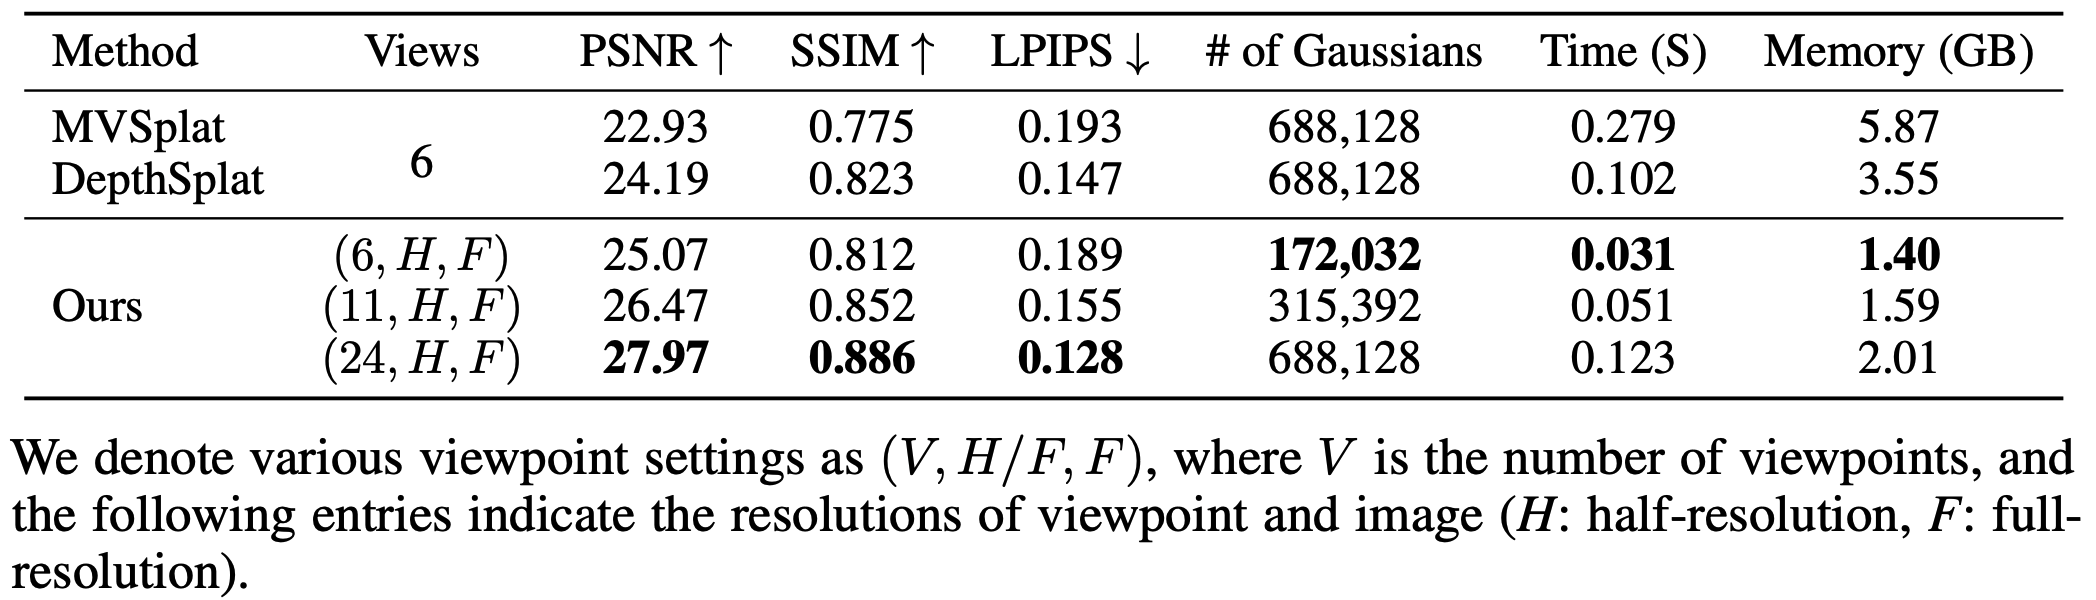 Method Views PSNR ↑ SSIM ↑ LPIPS ↓ # of Gaussians Time (S) Memory (GB)
MVSplat 6 22.93 0.775 0.193 688,128 0.279 5.87
DepthSplat 24.19 0.823 0.147 688,128 0.102 3.55
Ours (6, H, F) 25.07 0.812 0.189 172,032 0.031 1.40
(11, H, F) 26.47 0.852 0.155 315,392 0.051 1.59
(24, H, F) 27.97 0.886 0.128 688,128 0.123 2.01
We denote various viewpoint settings as (V, H/F, F), where V is the number of viewpoints, and
the following entries indicate the resolutions of viewpoint and image (H: half-resolution, F: full-
resolution).